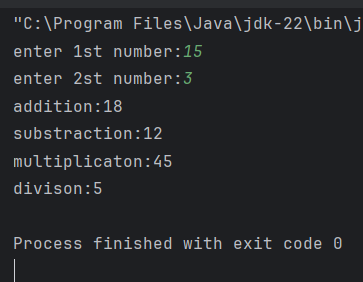 "C:\Program Files\Java\jdk-22\bin\j
enter 1st number:15
enter 2st number:3
addition:18
substraction:12
multiplicaton:45
divison:5
Process finished with exit code 0